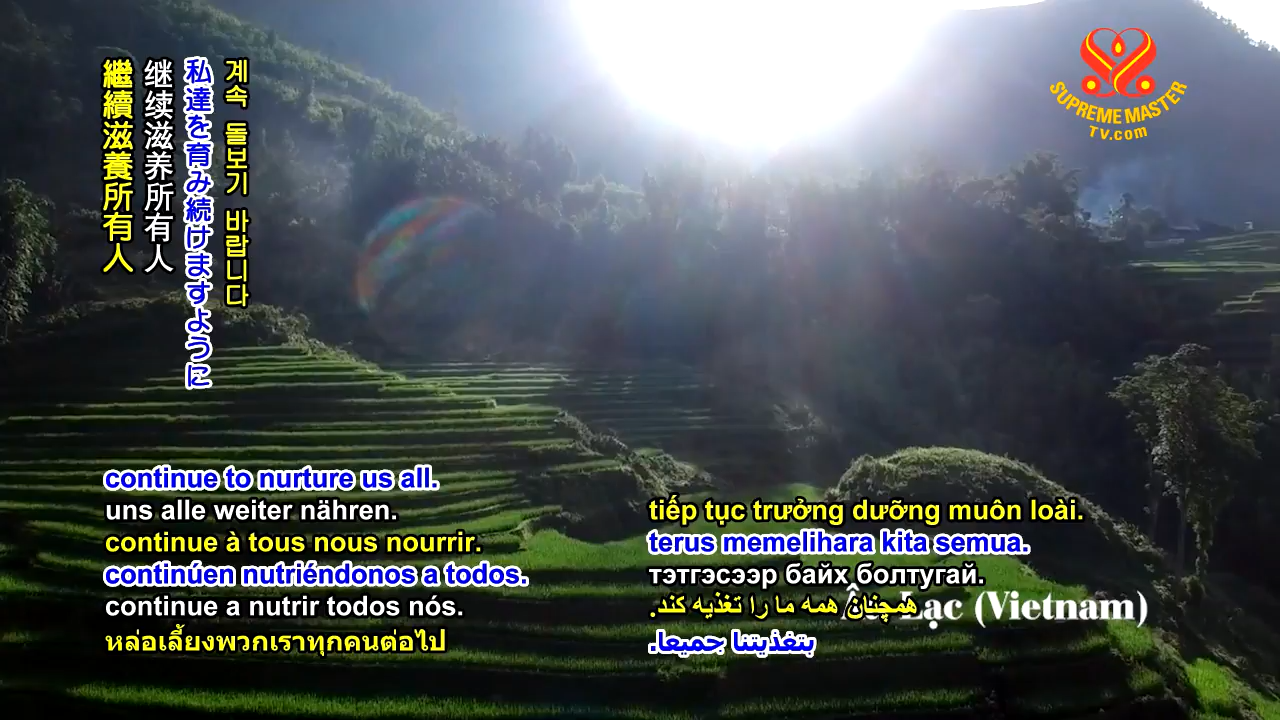 繼續滋養所有人
继续滋养所有人
私達を育み続けますように
계속 돌보기 바랍니다
SUPREME MASTER
TV.com
continue to nurture us all.
uns alle weiter nähren.
continue à tous nous nourrir.
continúen nutriéndonos a todos.
continue a nutrir todos nós.
หล่อเลี้ยงพวกเราทุกคนต่อไป
tiếp tục trưởng dưỡng muôn loài.
terus memelihara kita semua.
тэтгэсээр байх болтугай.
همچنان همه ما را تغذیه کند.
Lạc (Vietnam)
بتغذيتنا جميعا.